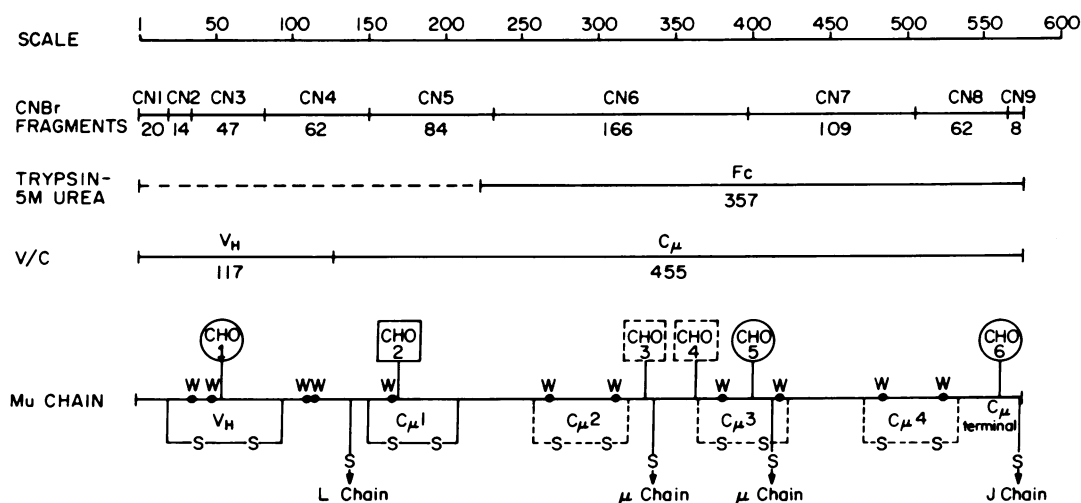 SCALE
1 50 100 150 200 250 300 350 400 450 500 550 600
CN1 CN2 CN3 CN4 CN5 CN6 CN7 CN8 CN9
CNBr
FRAGMENTS
20 14 47 62 84 166 109 62 8
TRYPSIN-
5M UREA
Fc
357
V/C
VH Cμ
117 455
CHO 1 CHO 2 CHO 3 CHO 4 CHO 5 CHO 6
W W W W W W W W W W W
Mu CHAIN
VH Cμ1 Cμ2 Cμ3 Cμ4 Cμ terminal
S S S S S S S S S S
S S S S
L Chain μ Chain μ Chain J Chain